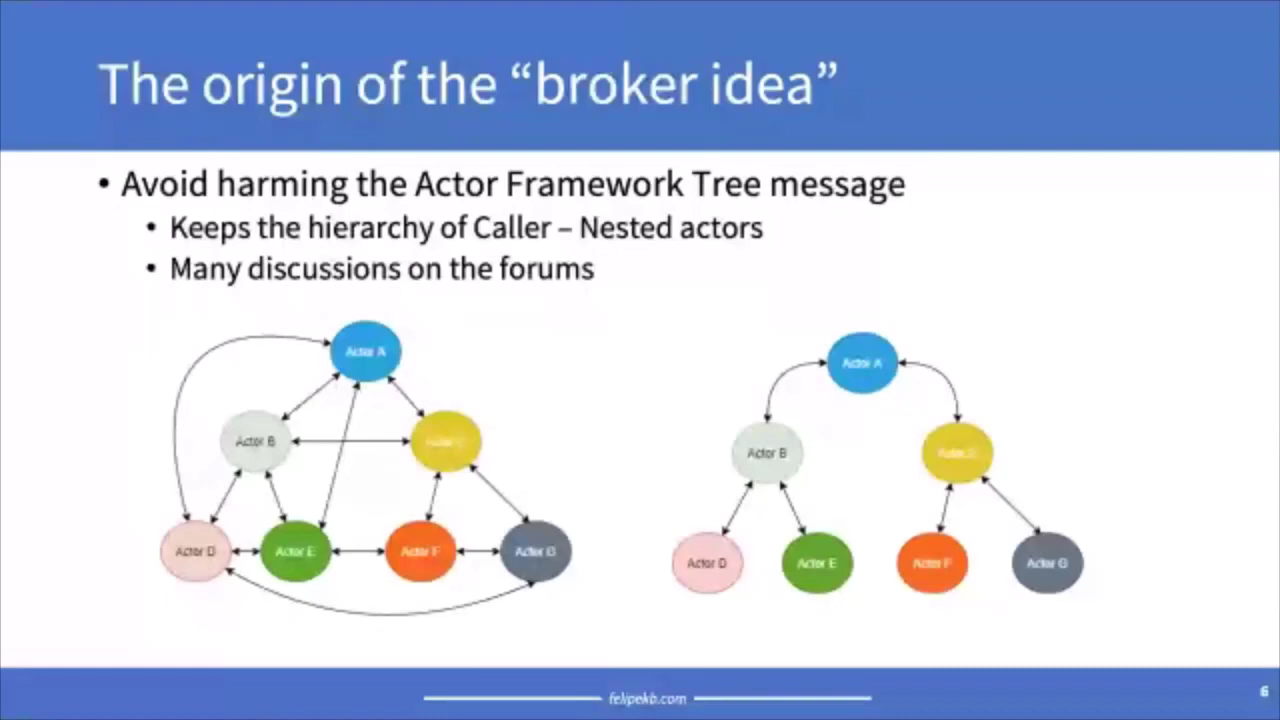 The origin of the “broker idea”
• Avoid harming the Actor Framework Tree message
• Keeps the hierarchy of Caller – Nested actors
• Many discussions on the forums
Actor A
Actor B
Actor C
Actor D
Actor E
Actor F
Actor G
Actor A
Actor B
Actor C
Actor D
Actor E
Actor F
Actor G
felipekb.com
6